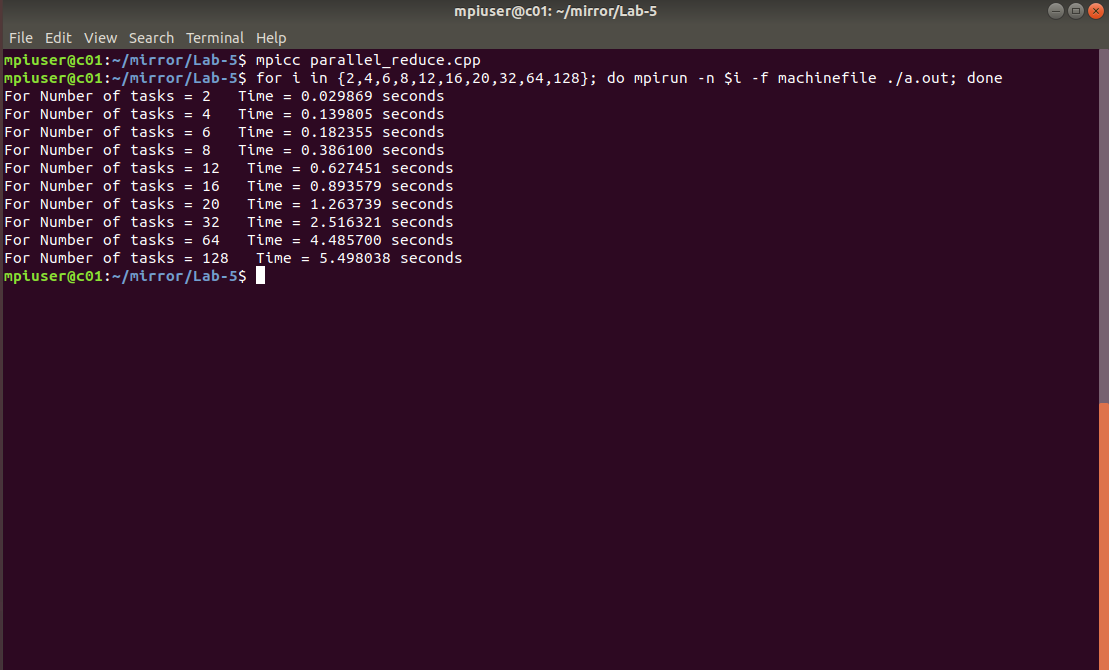 mpiuser@c01: ~/mirror/Lab-5
File Edit View Search Terminal Help
mpiuser@c01:~/mirror/Lab-5$ mpicc parallel_reduce.cpp
mpiuser@c01:~/mirror/Lab-5$ for i in {2,4,6,8,12,16,20,32,64,128}; do mpirun -n $i -f machinefile ./a.out; done
For Number of tasks = 2   Time = 0.029869 seconds
For Number of tasks = 4   Time = 0.139805 seconds
For Number of tasks = 6   Time = 0.182355 seconds
For Number of tasks = 8   Time = 0.386100 seconds
For Number of tasks = 12   Time = 0.627451 seconds
For Number of tasks = 16   Time = 0.893579 seconds
For Number of tasks = 20   Time = 1.263739 seconds
For Number of tasks = 32   Time = 2.516321 seconds
For Number of tasks = 64   Time = 4.485700 seconds
For Number of tasks = 128   Time = 5.498038 seconds
mpiuser@c01:~/mirror/Lab-5$